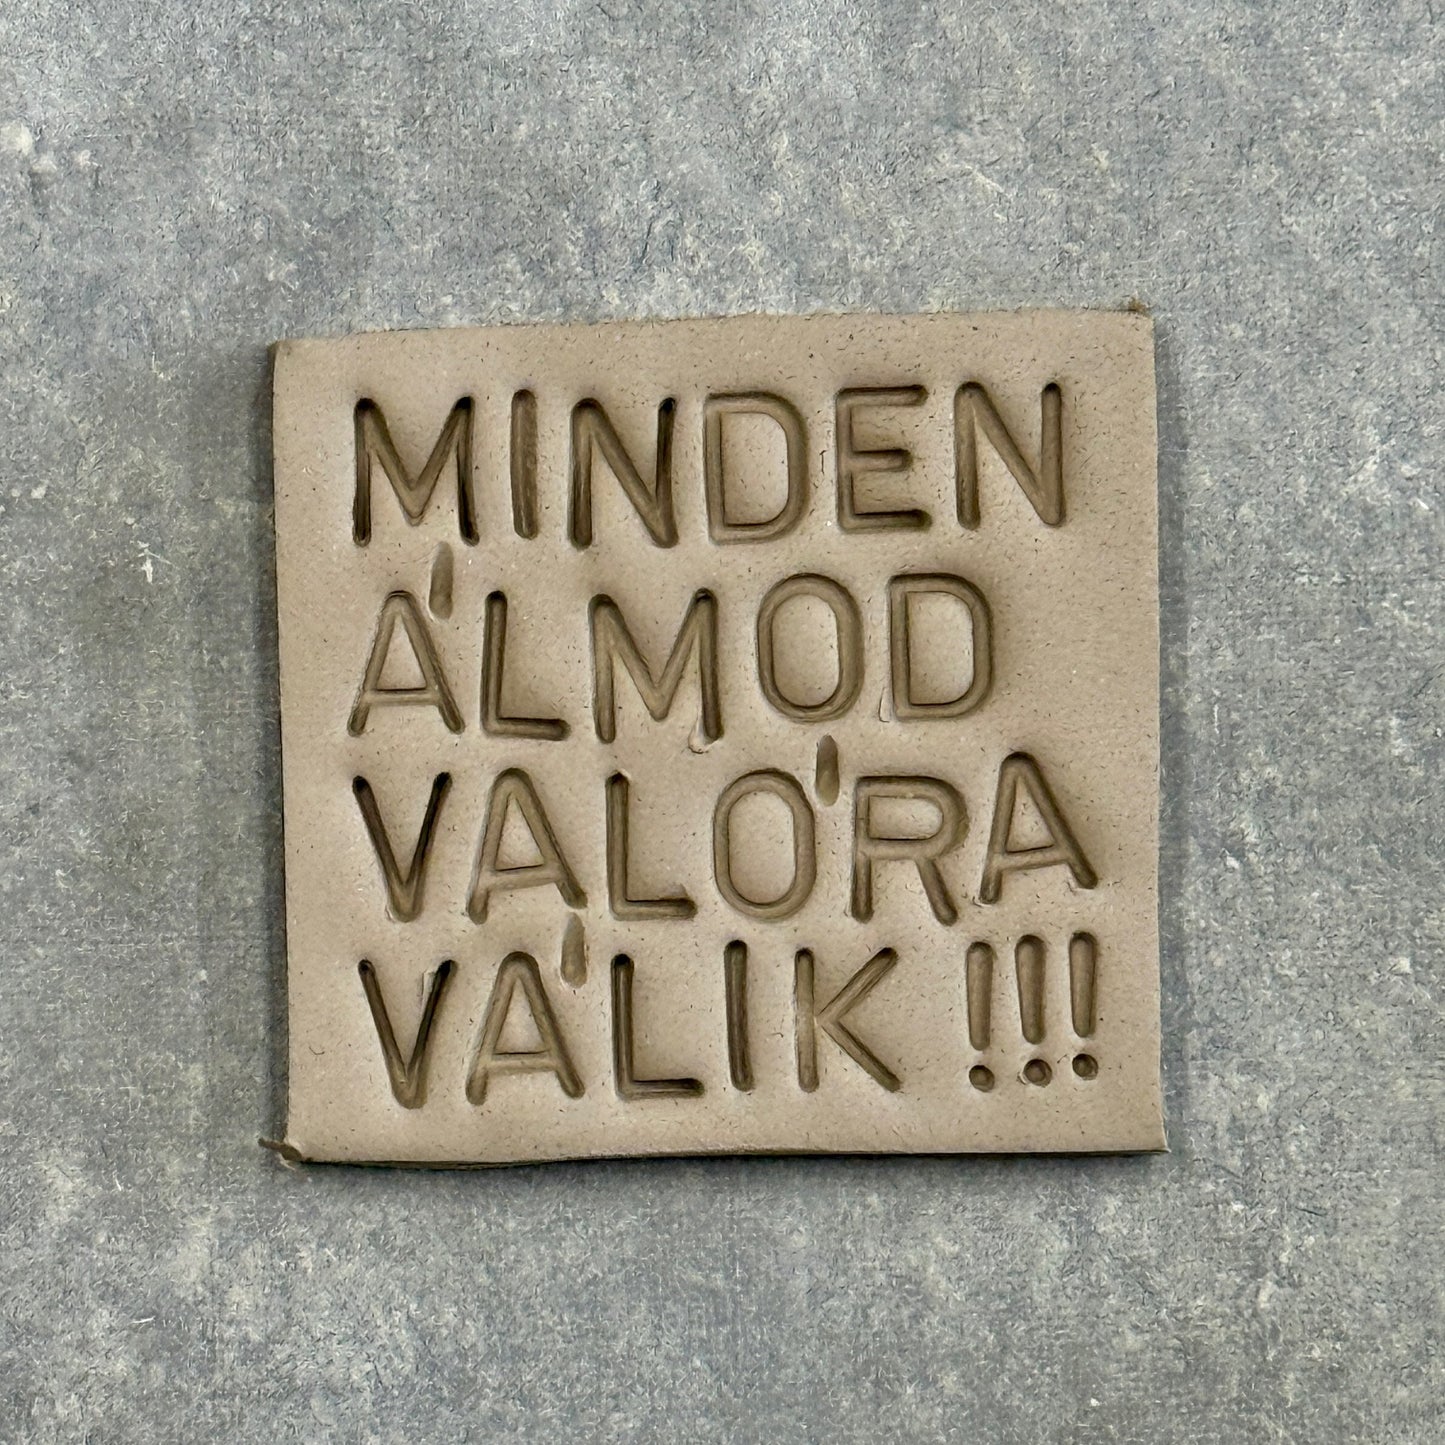 MINDEN
ÁLMOD
VALÓRA
VÁLIK !!!